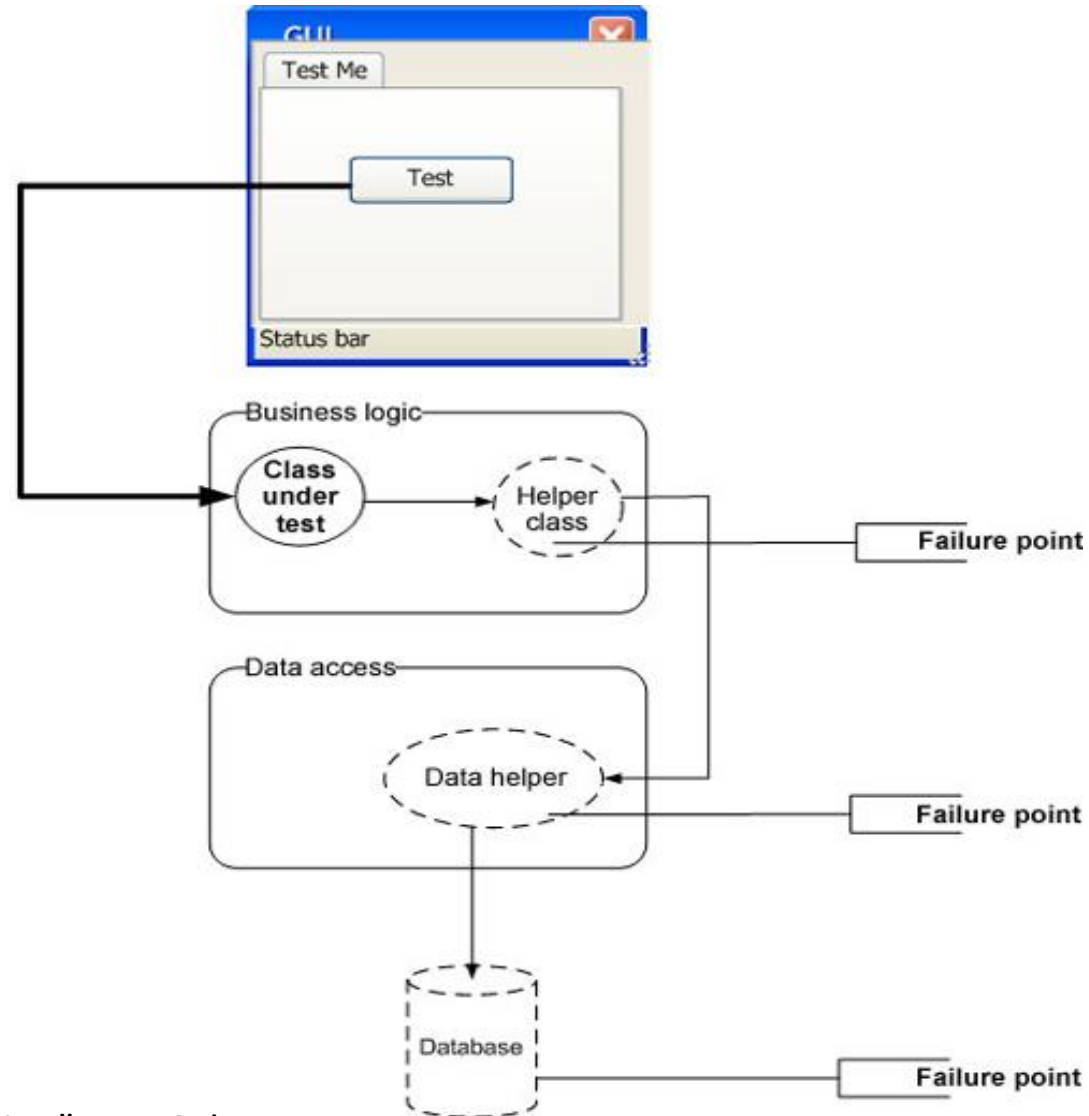 GUI
Test Me
Test
Status bar
Business logic
Class
under
test
Helper
class
Failure point
Data access
Data helper
Failure point
Database
Failure point